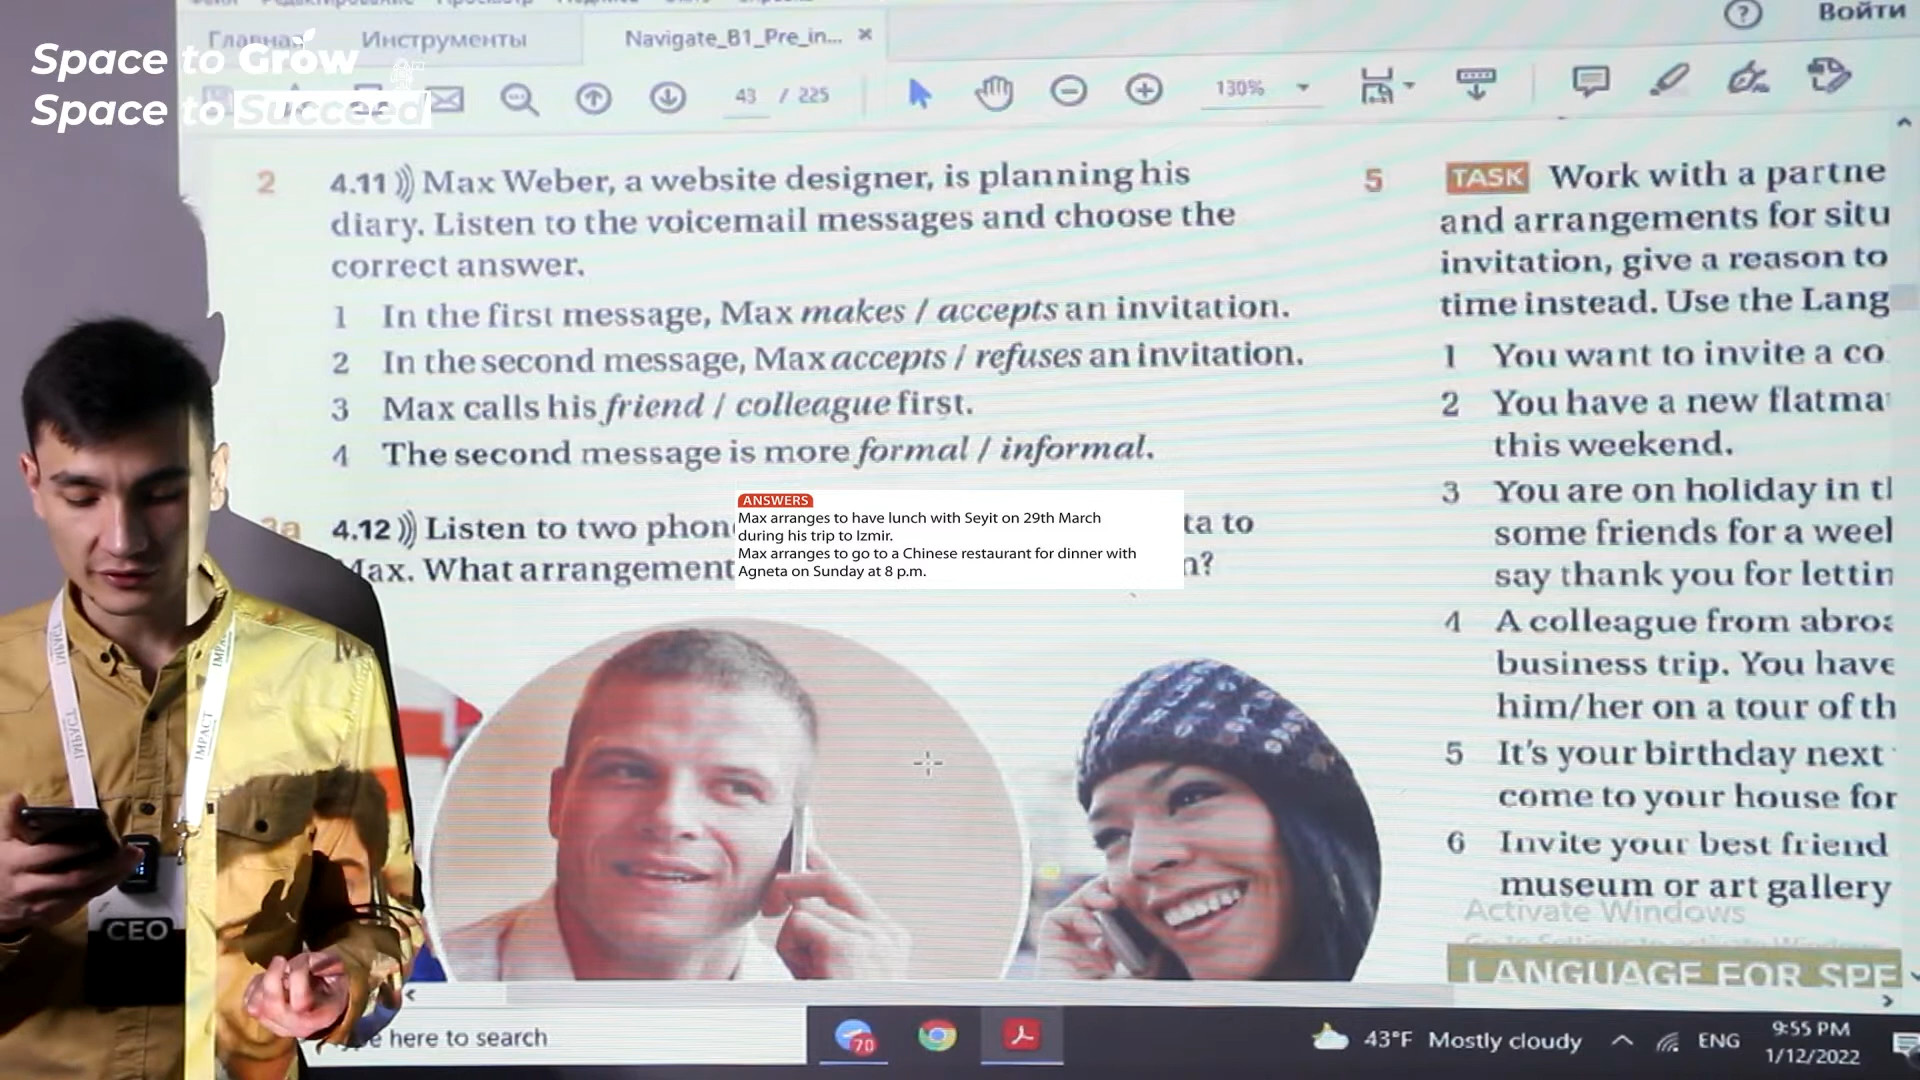 Space to Grow
Space to Succeed
Главная
Инструменты
Navigate_B1_Pre_in...
Войти
43 / 225
130%
2 4.11 Max Weber, a website designer, is planning his
diary. Listen to the voicemail messages and choose the
correct answer.
1 In the first message, Max makes / accepts an invitation.
2 In the second message, Max accepts / refuses an invitation.
3 Max calls his friend / colleague first.
4 The second message is more formal / informal.
3a 4.12 Listen to two phon
ta to
Max. What arrangement
n?
ANSWERS
Max arranges to have lunch with Seyit on 29th March
during his trip to Izmir.
Max arranges to go to a Chinese restaurant for dinner with
Agneta on Sunday at 8 p.m.
5 TASK Work with a partne
and arrangements for situ
invitation, give a reason to
time instead. Use the Lang
1 You want to invite a co
2 You have a new flatma
this weekend.
3 You are on holiday in tl
some friends for a weel
say thank you for lettin
4 A colleague from abroa
business trip. You have
him/her on a tour of th
5 It's your birthday next
come to your house for
6 Invite your best friend
museum or art gallery
Activate Windows
LANGUAGE FOR SPE
IMPACT
IMPACT
CEO
here to search
70
43°F Mostly cloudy
ENG
9:55 PM
1/12/2022